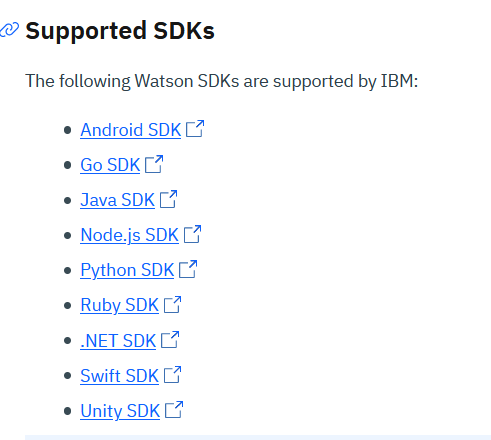 Supported SDKs
The following Watson SDKs are supported by IBM:
Android SDK
Go SDK
Java SDK
Node.js SDK
Python SDK
Ruby SDK
.NET SDK
Swift SDK
Unity SDK